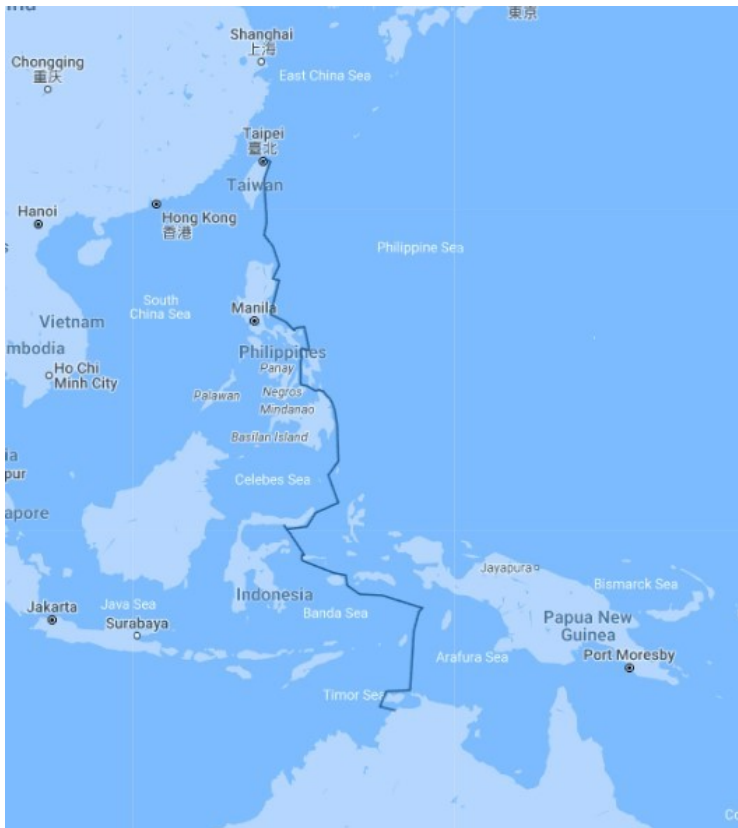 東京
Shanghai
上海
Chongqing
重庆
East China Sea
Taipei
臺北
Taiwan
Hanoi
Hong Kong
香港
Philippine Sea
South
China Sea
Manila
Vietnam
mbodia
Philippines
Panay
Ho Chi
Minh City
Palawan
Negros
Mindanao
Basilan Island
ia
pur
Celebes Sea
apore
Jayapura
Bismarck Sea
Indonesia
Jakarta
Java Sea
Banda Sea
Surabaya
Papua New
Guinea
Arafura Sea
Port Moresby
Timor Sea
Co